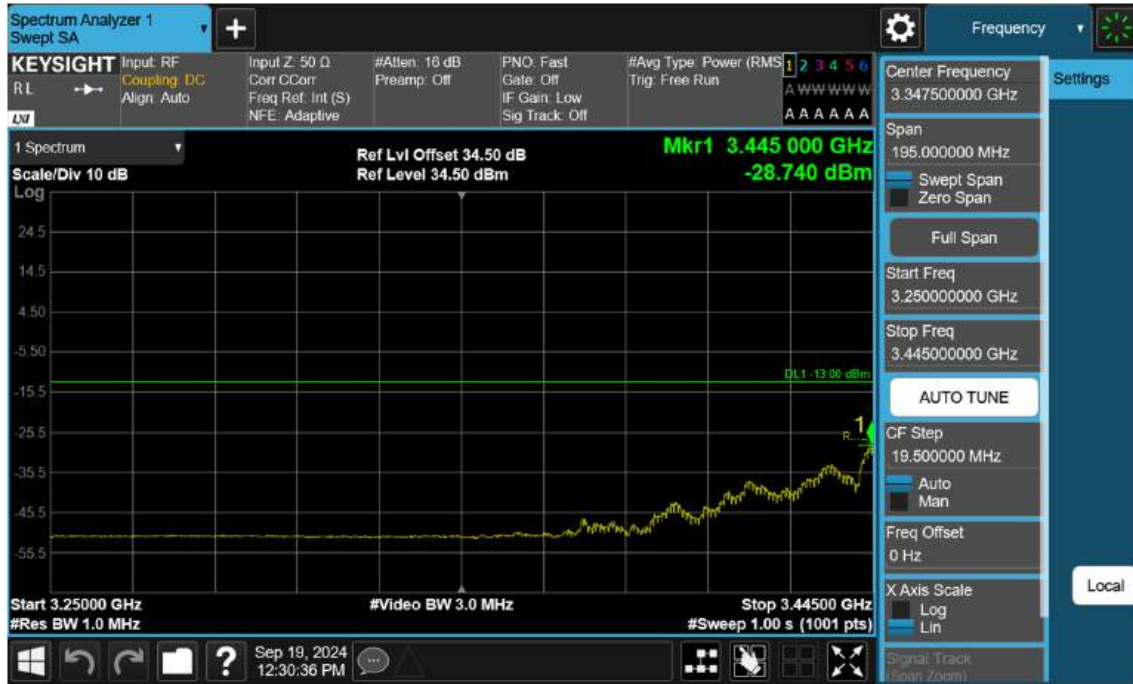 Spectrum Analyzer 1
Swept SA
+
Frequency
KEYSIGHT
RL
LXI
Input: RF
Coupling: DC
Align: Auto
Input Z: 50 Ω
Corr CCorr
Freq Ref: Int (S)
NFE: Adaptive
#Atten: 16 dB
Preamp: Off
PNO: Fast
Gate: Off
IF Gain: Low
Sig Track: Off
#Avg Type: Power (RMS
Trig: Free Run
1 2 3 4 5 6
A W W W W W
A A A A A A
1 Spectrum
Scale/Div 10 dB
Ref Lvl Offset 34.50 dB
Ref Level 34.50 dBm
Mkr1 3.445 000 GHz
-28.740 dBm
Log
24.5
14.5
4.50
-5.50
DL1 -13.00 dBm
-15.5
1
-25.5
-35.5
-45.5
-55.5
Start 3.25000 GHz
#Video BW 3.0 MHz
Stop 3.44500 GHz
#Res BW 1.0 MHz
#Sweep 1.00 s (1001 pts)
?
Sep 19, 2024
12:30:36 PM
Center Frequency
3.347500000 GHz
Settings
Span
195.000000 MHz
Swept Span
Zero Span
Full Span
Start Freq
3.250000000 GHz
Stop Freq
3.445000000 GHz
AUTO TUNE
CF Step
19.500000 MHz
Auto
Man
Freq Offset
0 Hz
Local
X Axis Scale
Log
Lin
Signal Track
(Span Zoom)